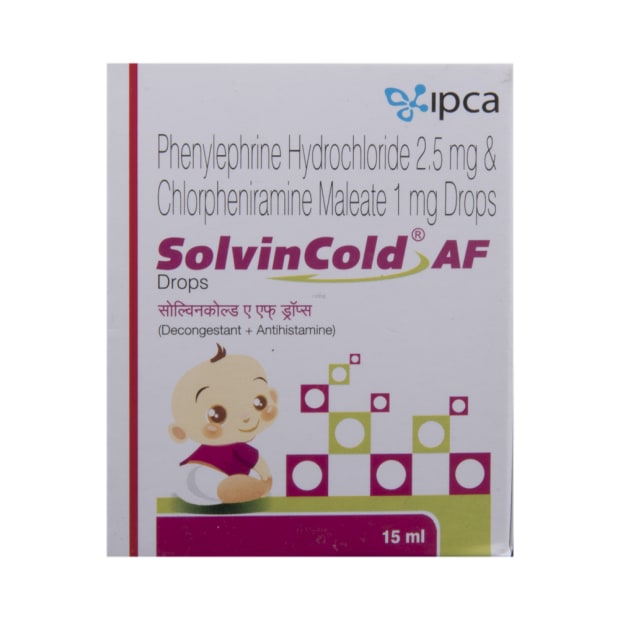 ipca
Phenylephrine Hydrochloride 2.5 mg &
Chlorpheniramine Maleate 1 mg Drops
SolvinCold® AF
Drops
सोल्विनकोल्ड ए एफ् ड्रॉप्स
(Decongestant + Antihistamine)
15 ml